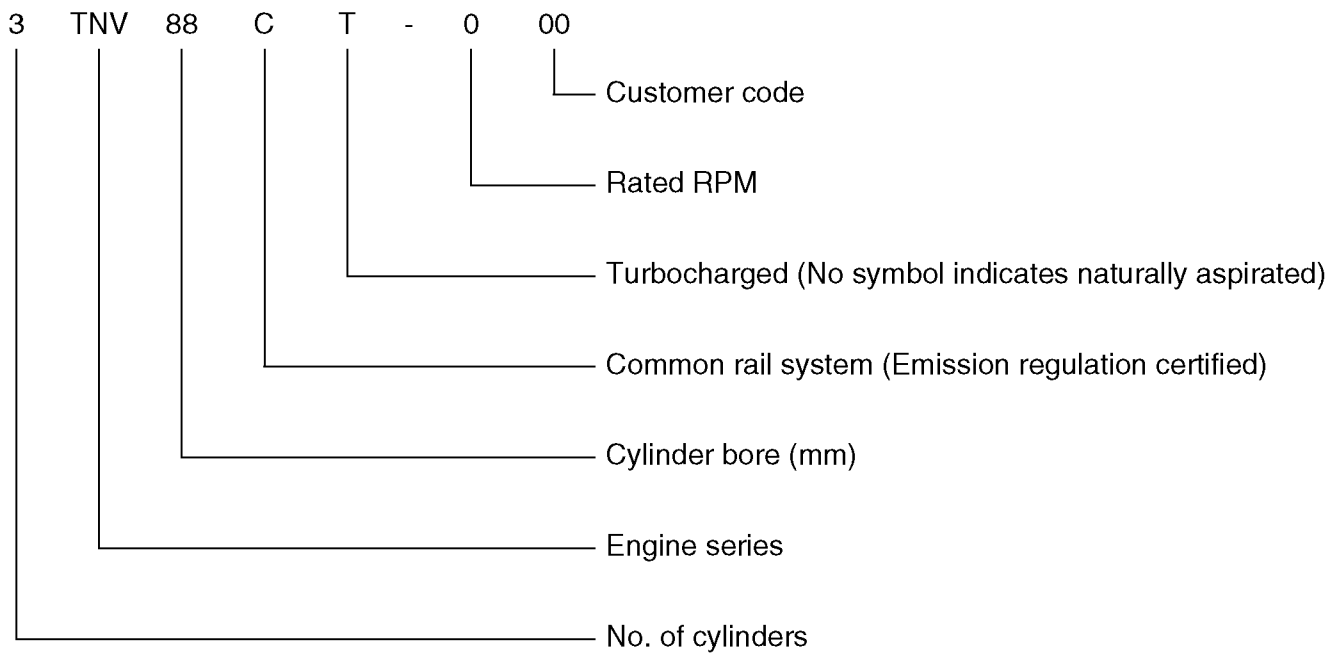 3 TNV 88 C T - 0 00
Customer code
Rated RPM
Turbocharged (No symbol indicates naturally aspirated)
Common rail system (Emission regulation certified)
Cylinder bore (mm)
Engine series
No. of cylinders